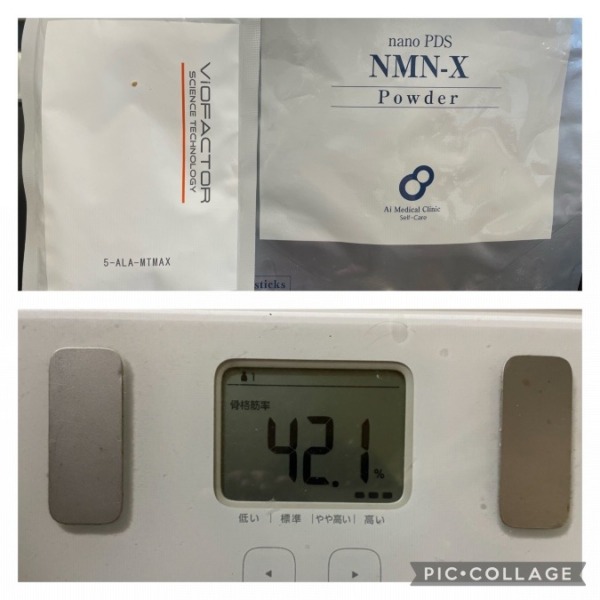 VIOFACTOR
SCIENCE TECHNOLOGY
5-ALA-MTMAX
nano PDS
NMN-X
Powder
Ai Medical Clinic
Self-Care
sticks
1
骨格筋率
42.1%
低い | 標準 | やや高い | 高い
PIC•COLLAGE